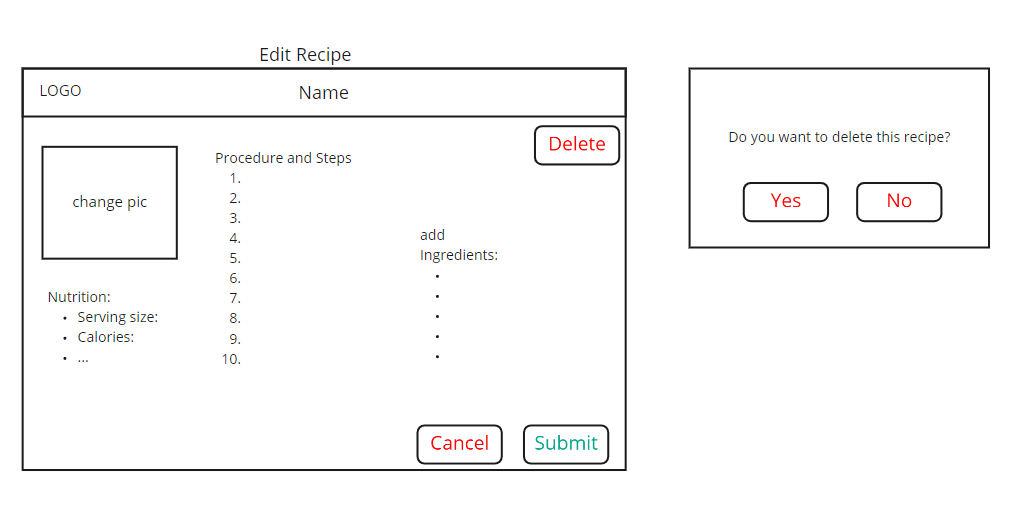 Edit Recipe
LOGO
Name
Delete
change pic
Procedure and Steps
1.
2.
3.
4.
5.
6.
7.
8.
9.
10.
add
Ingredients:
•
•
•
•
•
Nutrition:
• Serving size:
• Calories:
• ...
Cancel
Submit
Do you want to delete this recipe?
Yes
No